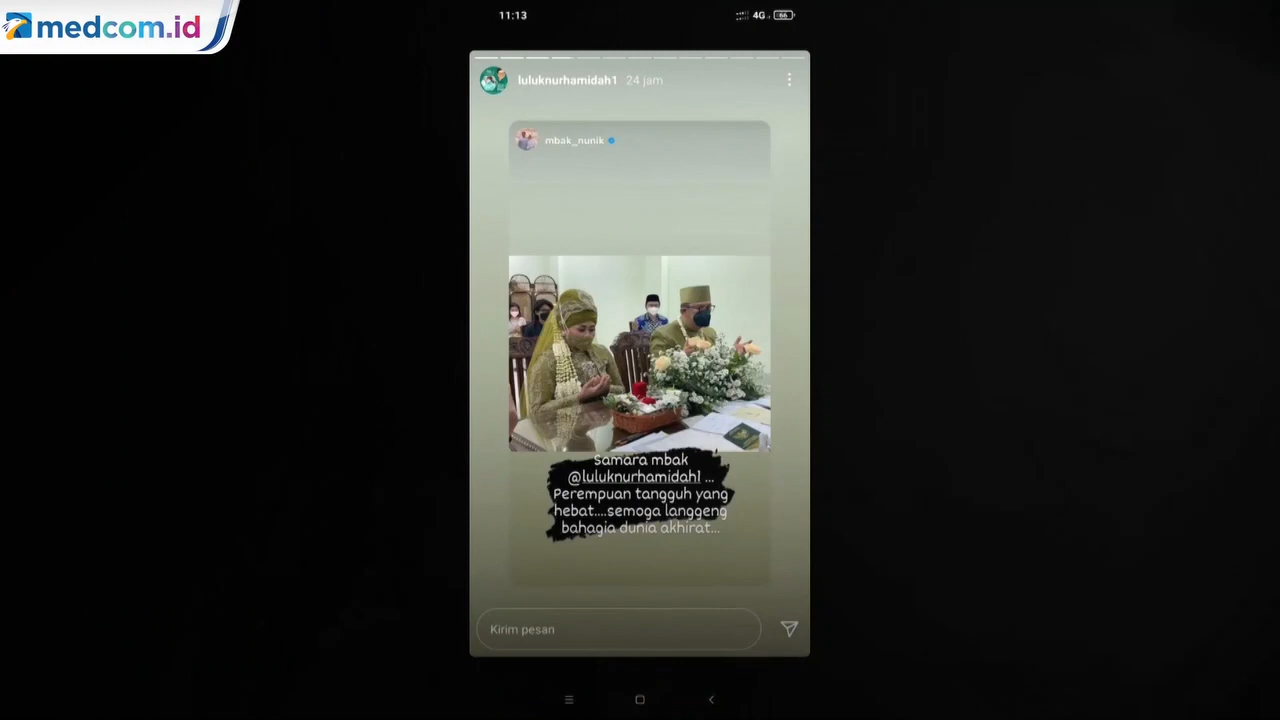 medcom.id
11:13
4G
66
luluknurhamidah1 24 jam
mbak_nunik
Samara mbak
@luluknurhamidah1 ...
Perempuan tangguh yang
hebat....semoga langgeng
bahagia dunia akhirat...
Kirim pesan